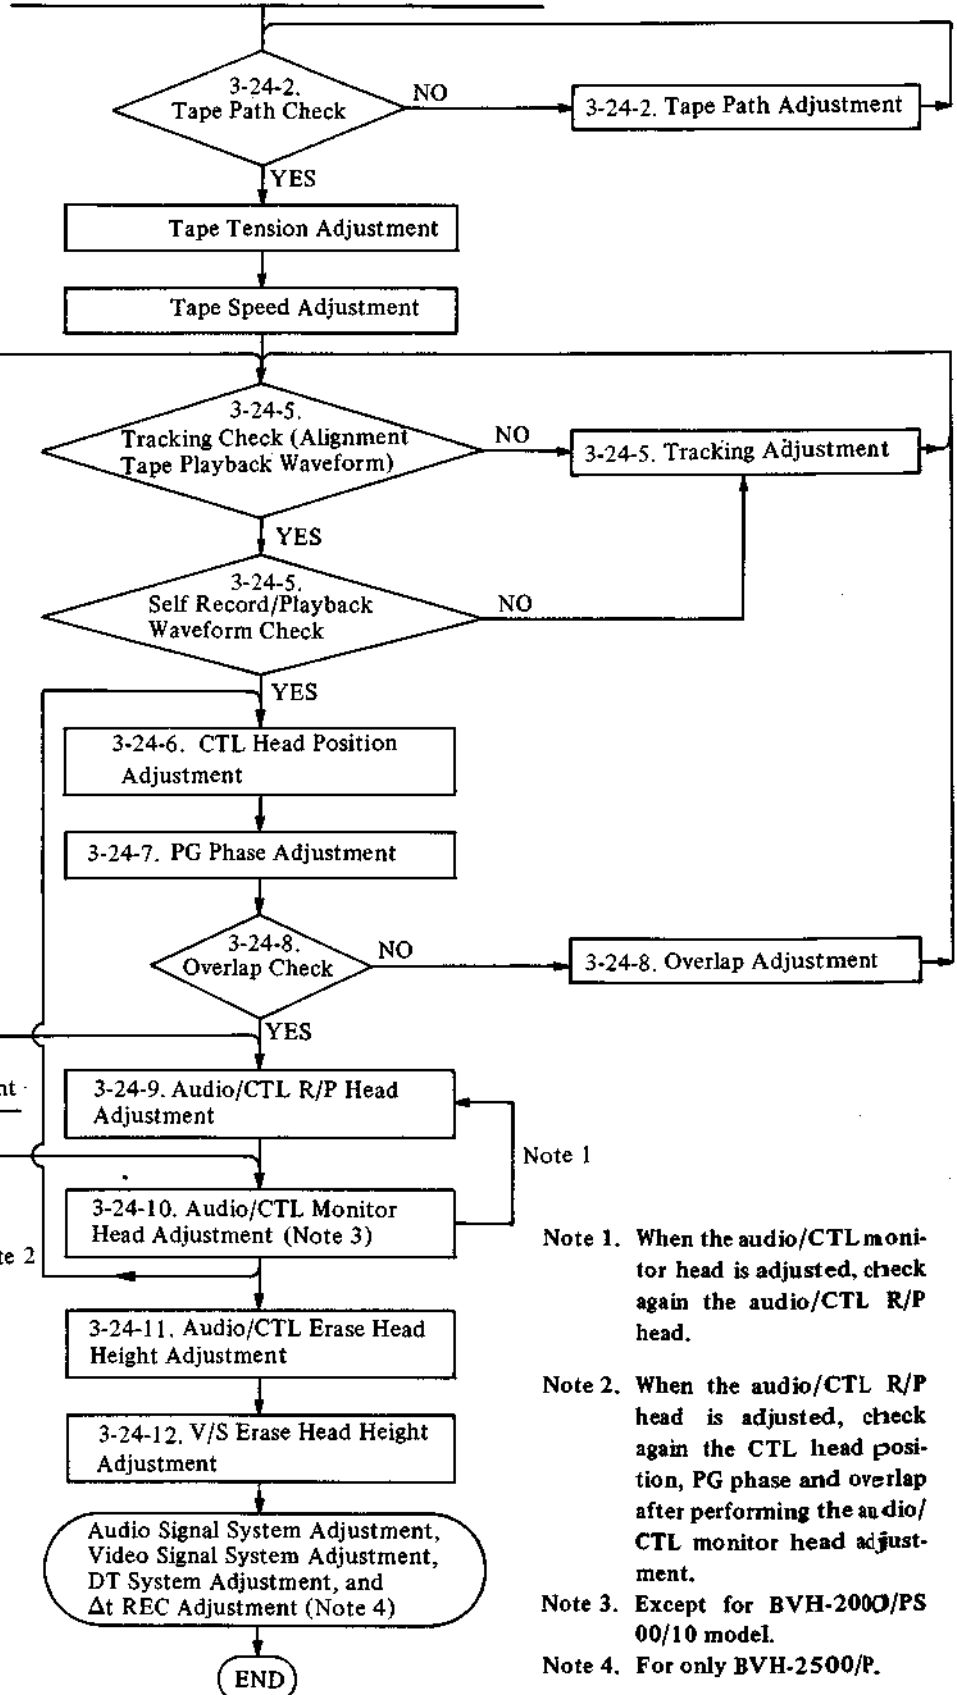 3-24-2.
Tape Path Check
NO
3-24-2. Tape Path Adjustment
YES
Tape Tension Adjustment
Tape Speed Adjustment
3-24-5.
Tracking Check (Alignment
Tape Playback Waveform)
NO
3-24-5. Tracking Adjustment
YES
3-24-5.
Self Record/Playback
Waveform Check
NO
YES
3-24-6. CTL Head Position
Adjustment
3-24-7. PG Phase Adjustment
3-24-8.
Overlap Check
NO
3-24-8. Overlap Adjustment
YES
nt
3-24-9. Audio/CTL R/P Head
Adjustment
Note 1
3-24-10. Audio/CTL Monitor
Head Adjustment (Note 3)
te 2
3-24-11. Audio/CTL Erase Head
Height Adjustment
3-24-12. V/S Erase Head Height
Adjustment
Audio Signal System Adjustment,
Video Signal System Adjustment,
DT System Adjustment, and
Δt REC Adjustment (Note 4)
END
Note 1. When the audio/CTL moni-
tor head is adjusted, check
again the audio/CTL R/P
head.
Note 2. When the audio/CTL R/P
head is adjusted, check
again the CTL head posi-
tion, PG phase and overlap
after performing the audio/
CTL monitor head adjust-
ment.
Note 3. Except for BVH-2000/PS
00/10 model.
Note 4. For only BVH-2500/P.